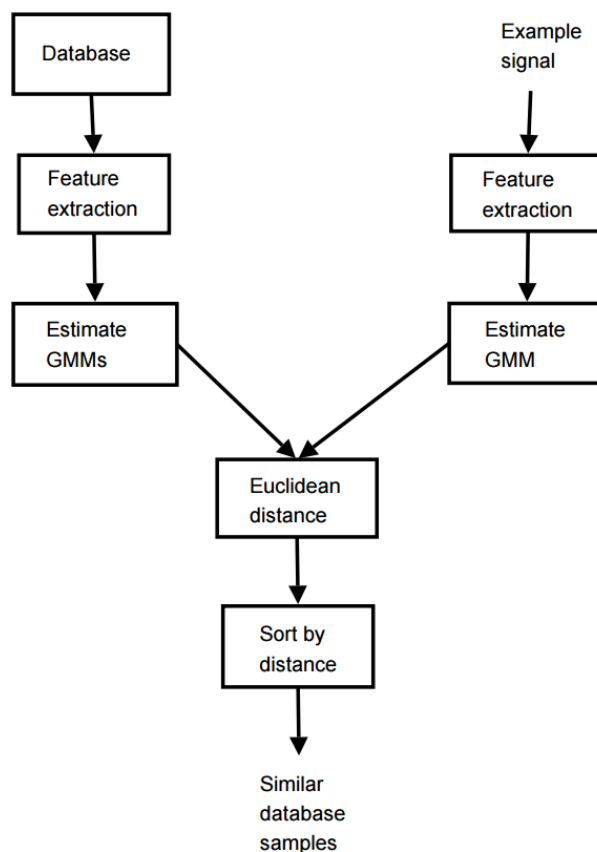 Database
Example
signal
Feature
extraction
Feature
extraction
Estimate
GMMs
Estimate
GMM
Euclidean
distance
Sort by
distance
Similar
database
samples